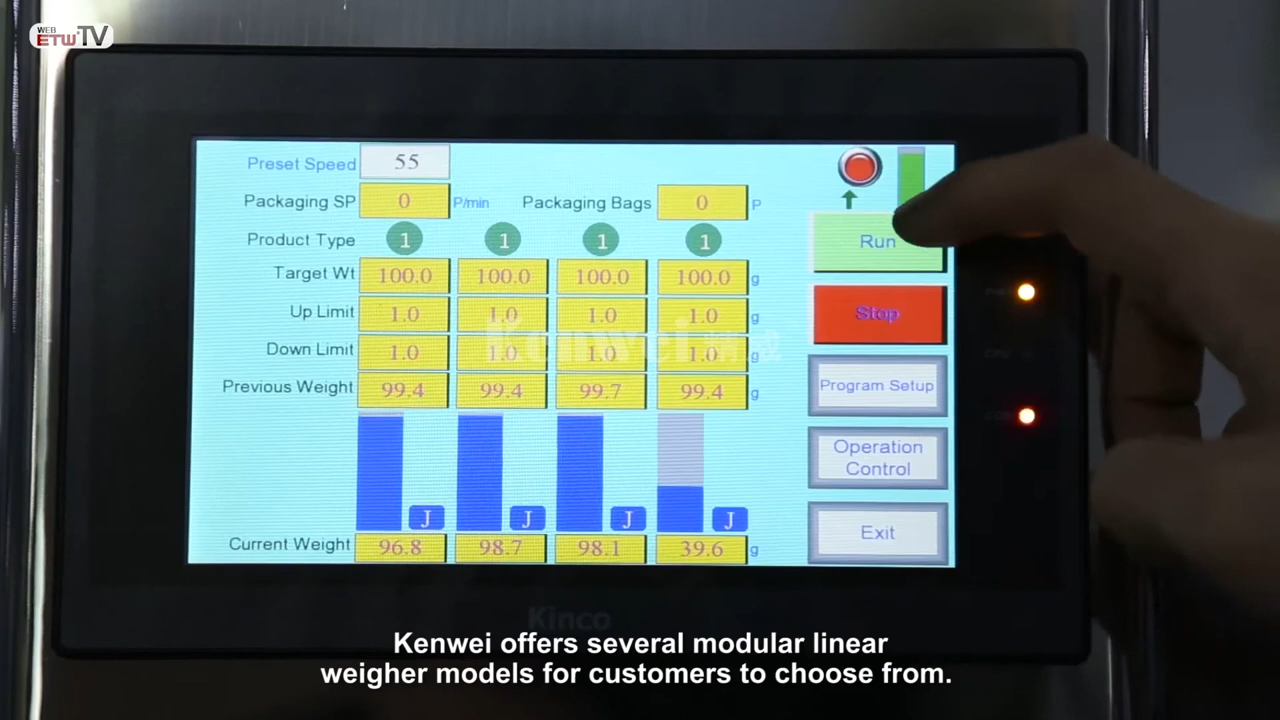 WEB
ETW TV
Preset Speed 55
Packaging SP 0 P/min Packaging Bags 0 P
Product Type 1 1 1 1
Target Wt 100.0 100.0 100.0 100.0 g
Up Limit 1.0 1.0 1.0 1.0 g
Down Limit 1.0 1.0 1.0 1.0 g
Previous Weight 99.4 99.4 99.7 99.4 g
J J J J
Current Weight 96.8 98.7 98.1 39.6 g
Run
Stop
Program Setup
Operation
Control
Exit
Kenwei
Kinco
Kenwei offers several modular linear
weigher models for customers to choose from.